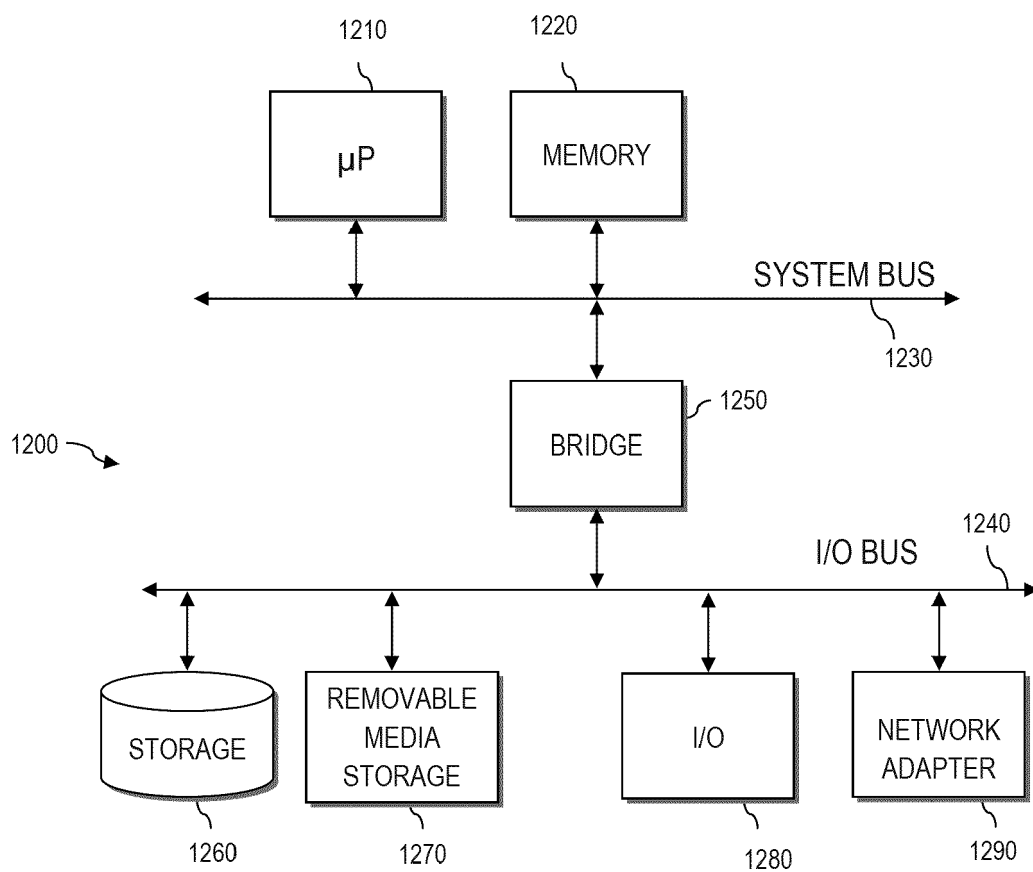 1210
1220
µP
MEMORY
SYSTEM BUS
1230
1250
BRIDGE
1200
1240
I/O BUS
STORAGE
REMOVABLE
MEDIA
STORAGE
I/O
NETWORK
ADAPTER
1260
1270
1280
1290